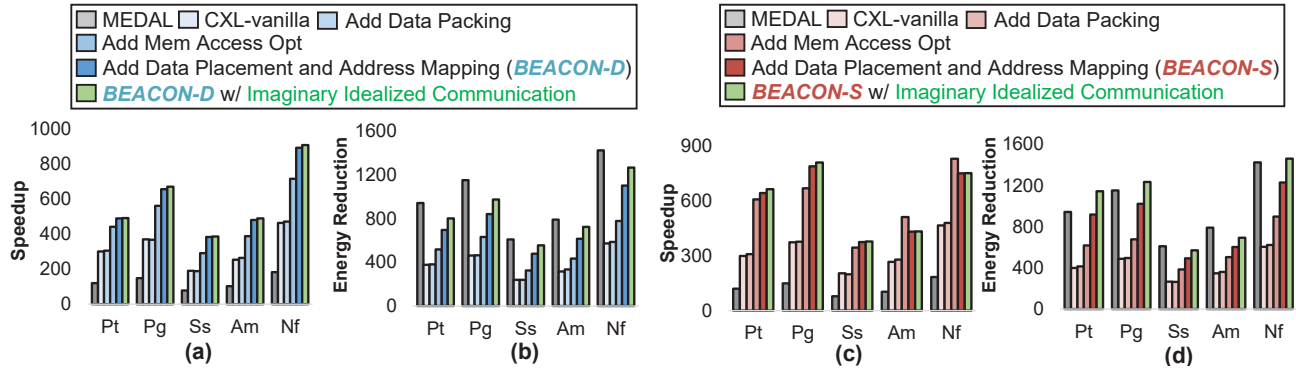 MEDAL CXL-vanilla Add Data Packing
Add Mem Access Opt
Add Data Placement and Address Mapping (BEACON-D)
BEACON-D w/ Imaginary Idealized Communication
MEDAL CXL-vanilla Add Data Packing
Add Mem Access Opt
Add Data Placement and Address Mapping (BEACON-S)
BEACON-S w/ Imaginary Idealized Communication
Speedup
1000
800
600
400
200
0
Pt Pg Ss Am Nf
(a)
Energy Reduction
1600
1200
800
400
0
Pt Pg Ss Am Nf
(b)
Speedup
900
600
300
0
Pt Pg Ss Am Nf
(c)
Energy Reduction
1600
1200
800
400
0
Pt Pg Ss Am Nf
(d)